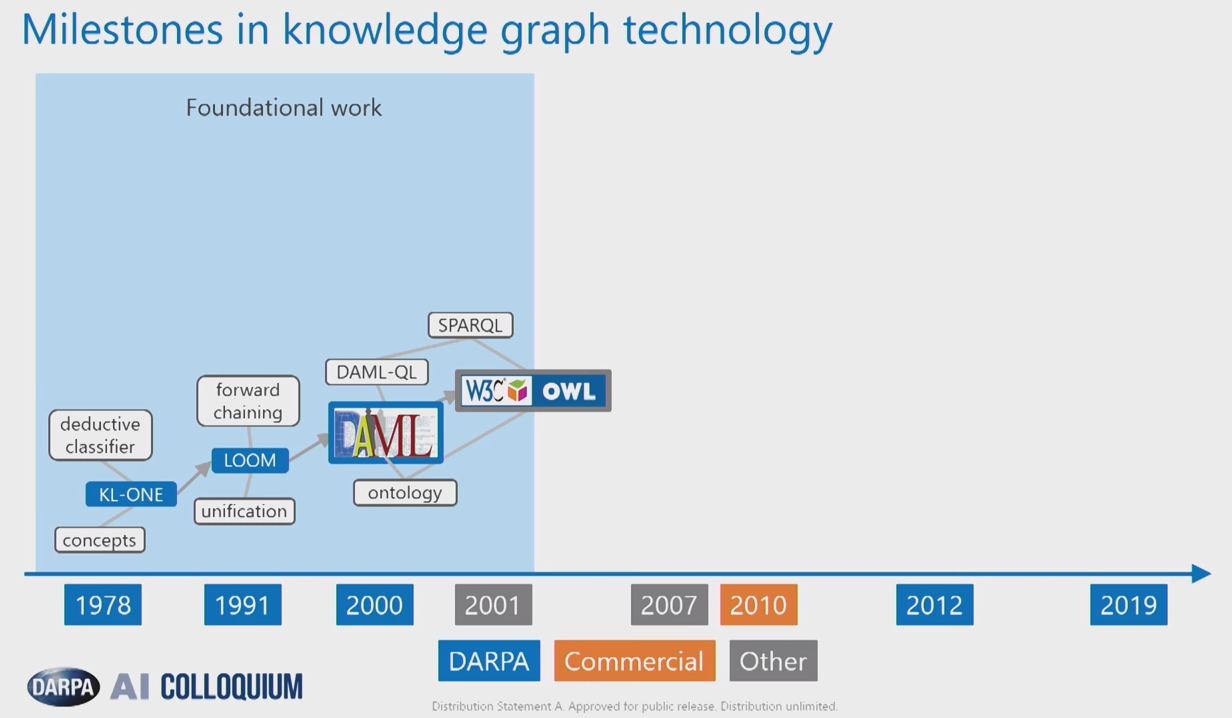 Milestones in knowledge graph technology
Foundational work
SPARQL
DAML-QL
W3C OWL
forward
chaining
deductive
classifier
DAML
LOOM
KL-ONE
ontology
unification
concepts
1978 1991 2000 2001 2007 2010 2012 2019
DARPA Commercial Other
DARPA AI COLLOQUIUM
Distribution Statement A. Approved for public release. Distribution unlimited.